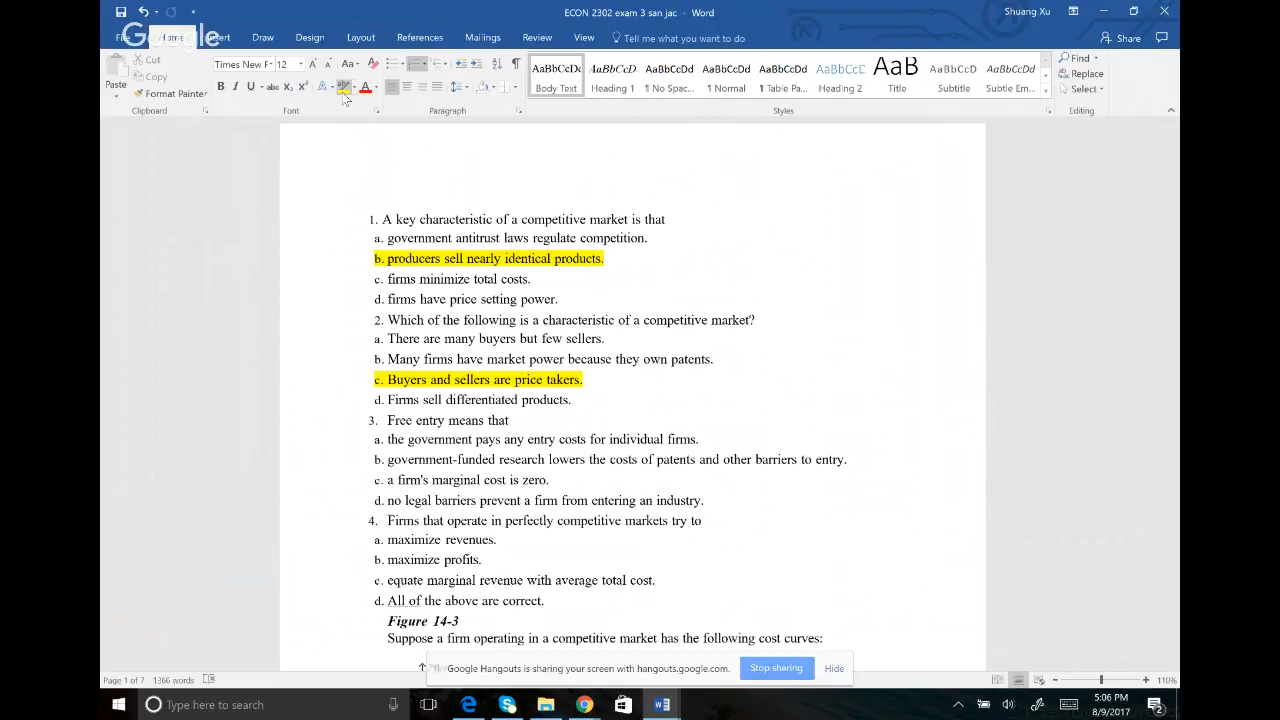 ECON 2302 exam 3 san jac - Word
Shuang Xu
Google
Home Insert Draw Design Layout References Mailings Review View Tell me what you want to do
Share
Paste
Cut
Copy
Format Painter
Clipboard
Times New R 12
B I U abc X₂ X²
Font
Paragraph
AaBbCcDc Body Text
AaBbCcD Heading 1
AaBbCcDd ¶ No Spac...
AaBbCcDd ¶ Normal
AaBbCcDd ¶ Table Pa...
AaBbCcDd Heading 2
AaB Title
AaBbCcDd Subtitle
AaBbCcDd Subtle Em...
Styles
Find
Replace
Select
Editing
1. A key characteristic of a competitive market is that
a. government antitrust laws regulate competition.
b. producers sell nearly identical products.
c. firms minimize total costs.
d. firms have price setting power.
2. Which of the following is a characteristic of a competitive market?
a. There are many buyers but few sellers.
b. Many firms have market power because they own patents.
c. Buyers and sellers are price takers.
d. Firms sell differentiated products.
3. Free entry means that
a. the government pays any entry costs for individual firms.
b. government-funded research lowers the costs of patents and other barriers to entry.
c. a firm's marginal cost is zero.
d. no legal barriers prevent a firm from entering an industry.
4. Firms that operate in perfectly competitive markets try to
a. maximize revenues.
b. maximize profits.
c. equate marginal revenue with average total cost.
d. All of the above are correct.
Figure 14-3
Suppose a firm operating in a competitive market has the following cost curves:
Google Hangouts is sharing your screen with hangouts.google.com.
Stop sharing
Hide
Page 1 of 7 1366 words
110%
Type here to search
5:06 PM
8/9/2017
2